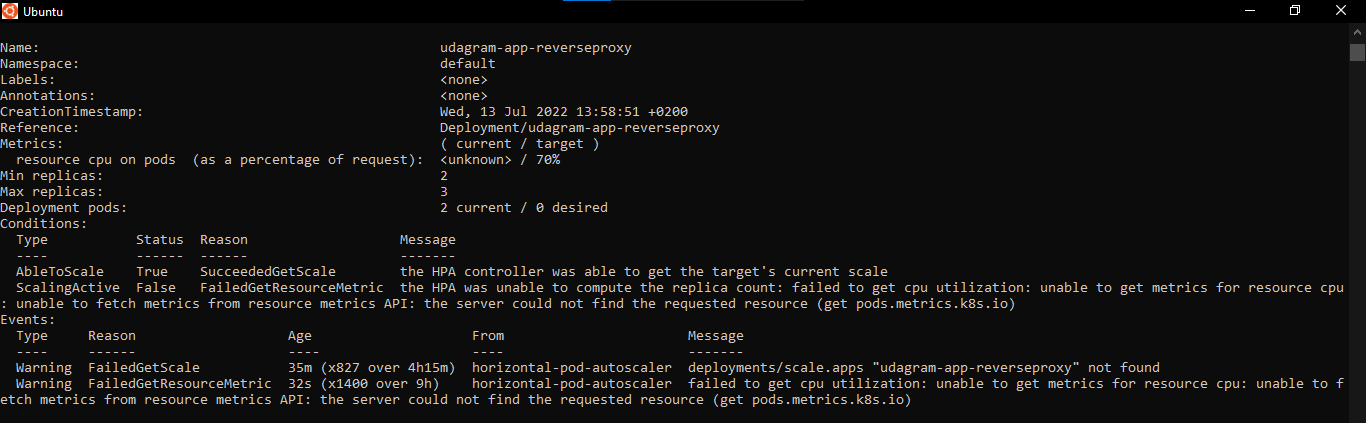 Ubuntu
Name: udagram-app-reverseproxy
Namespace: default
Labels: <none>
Annotations: <none>
CreationTimestamp: Wed, 13 Jul 2022 13:58:51 +0200
Reference: Deployment/udagram-app-reverseproxy
Metrics: ( current / target )
resource cpu on pods (as a percentage of request): <unknown> / 70%
Min replicas: 2
Max replicas: 3
Deployment pods: 2 current / 0 desired
Conditions:
Type Status Reason Message
---- ------ ------ -------
AbleToScale True SucceededGetScale the HPA controller was able to get the target's current scale
ScalingActive False FailedGetResourceMetric the HPA was unable to compute the replica count: failed to get cpu utilization: unable to get metrics for resource cpu
: unable to fetch metrics from resource metrics API: the server could not find the requested resource (get pods.metrics.k8s.io)
Events:
Type Reason Age From Message
---- ------ ---- ---- -------
Warning FailedGetScale 35m (x827 over 4h15m) horizontal-pod-autoscaler deployments/scale.apps "udagram-app-reverseproxy" not found
Warning FailedGetResourceMetric 32s (x1400 over 9h) horizontal-pod-autoscaler failed to get cpu utilization: unable to get metrics for resource cpu: unable to f
etch metrics from resource metrics API: the server could not find the requested resource (get pods.metrics.k8s.io)